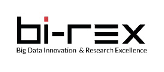 bi-rex
Big Data Innovation & Research Excellence